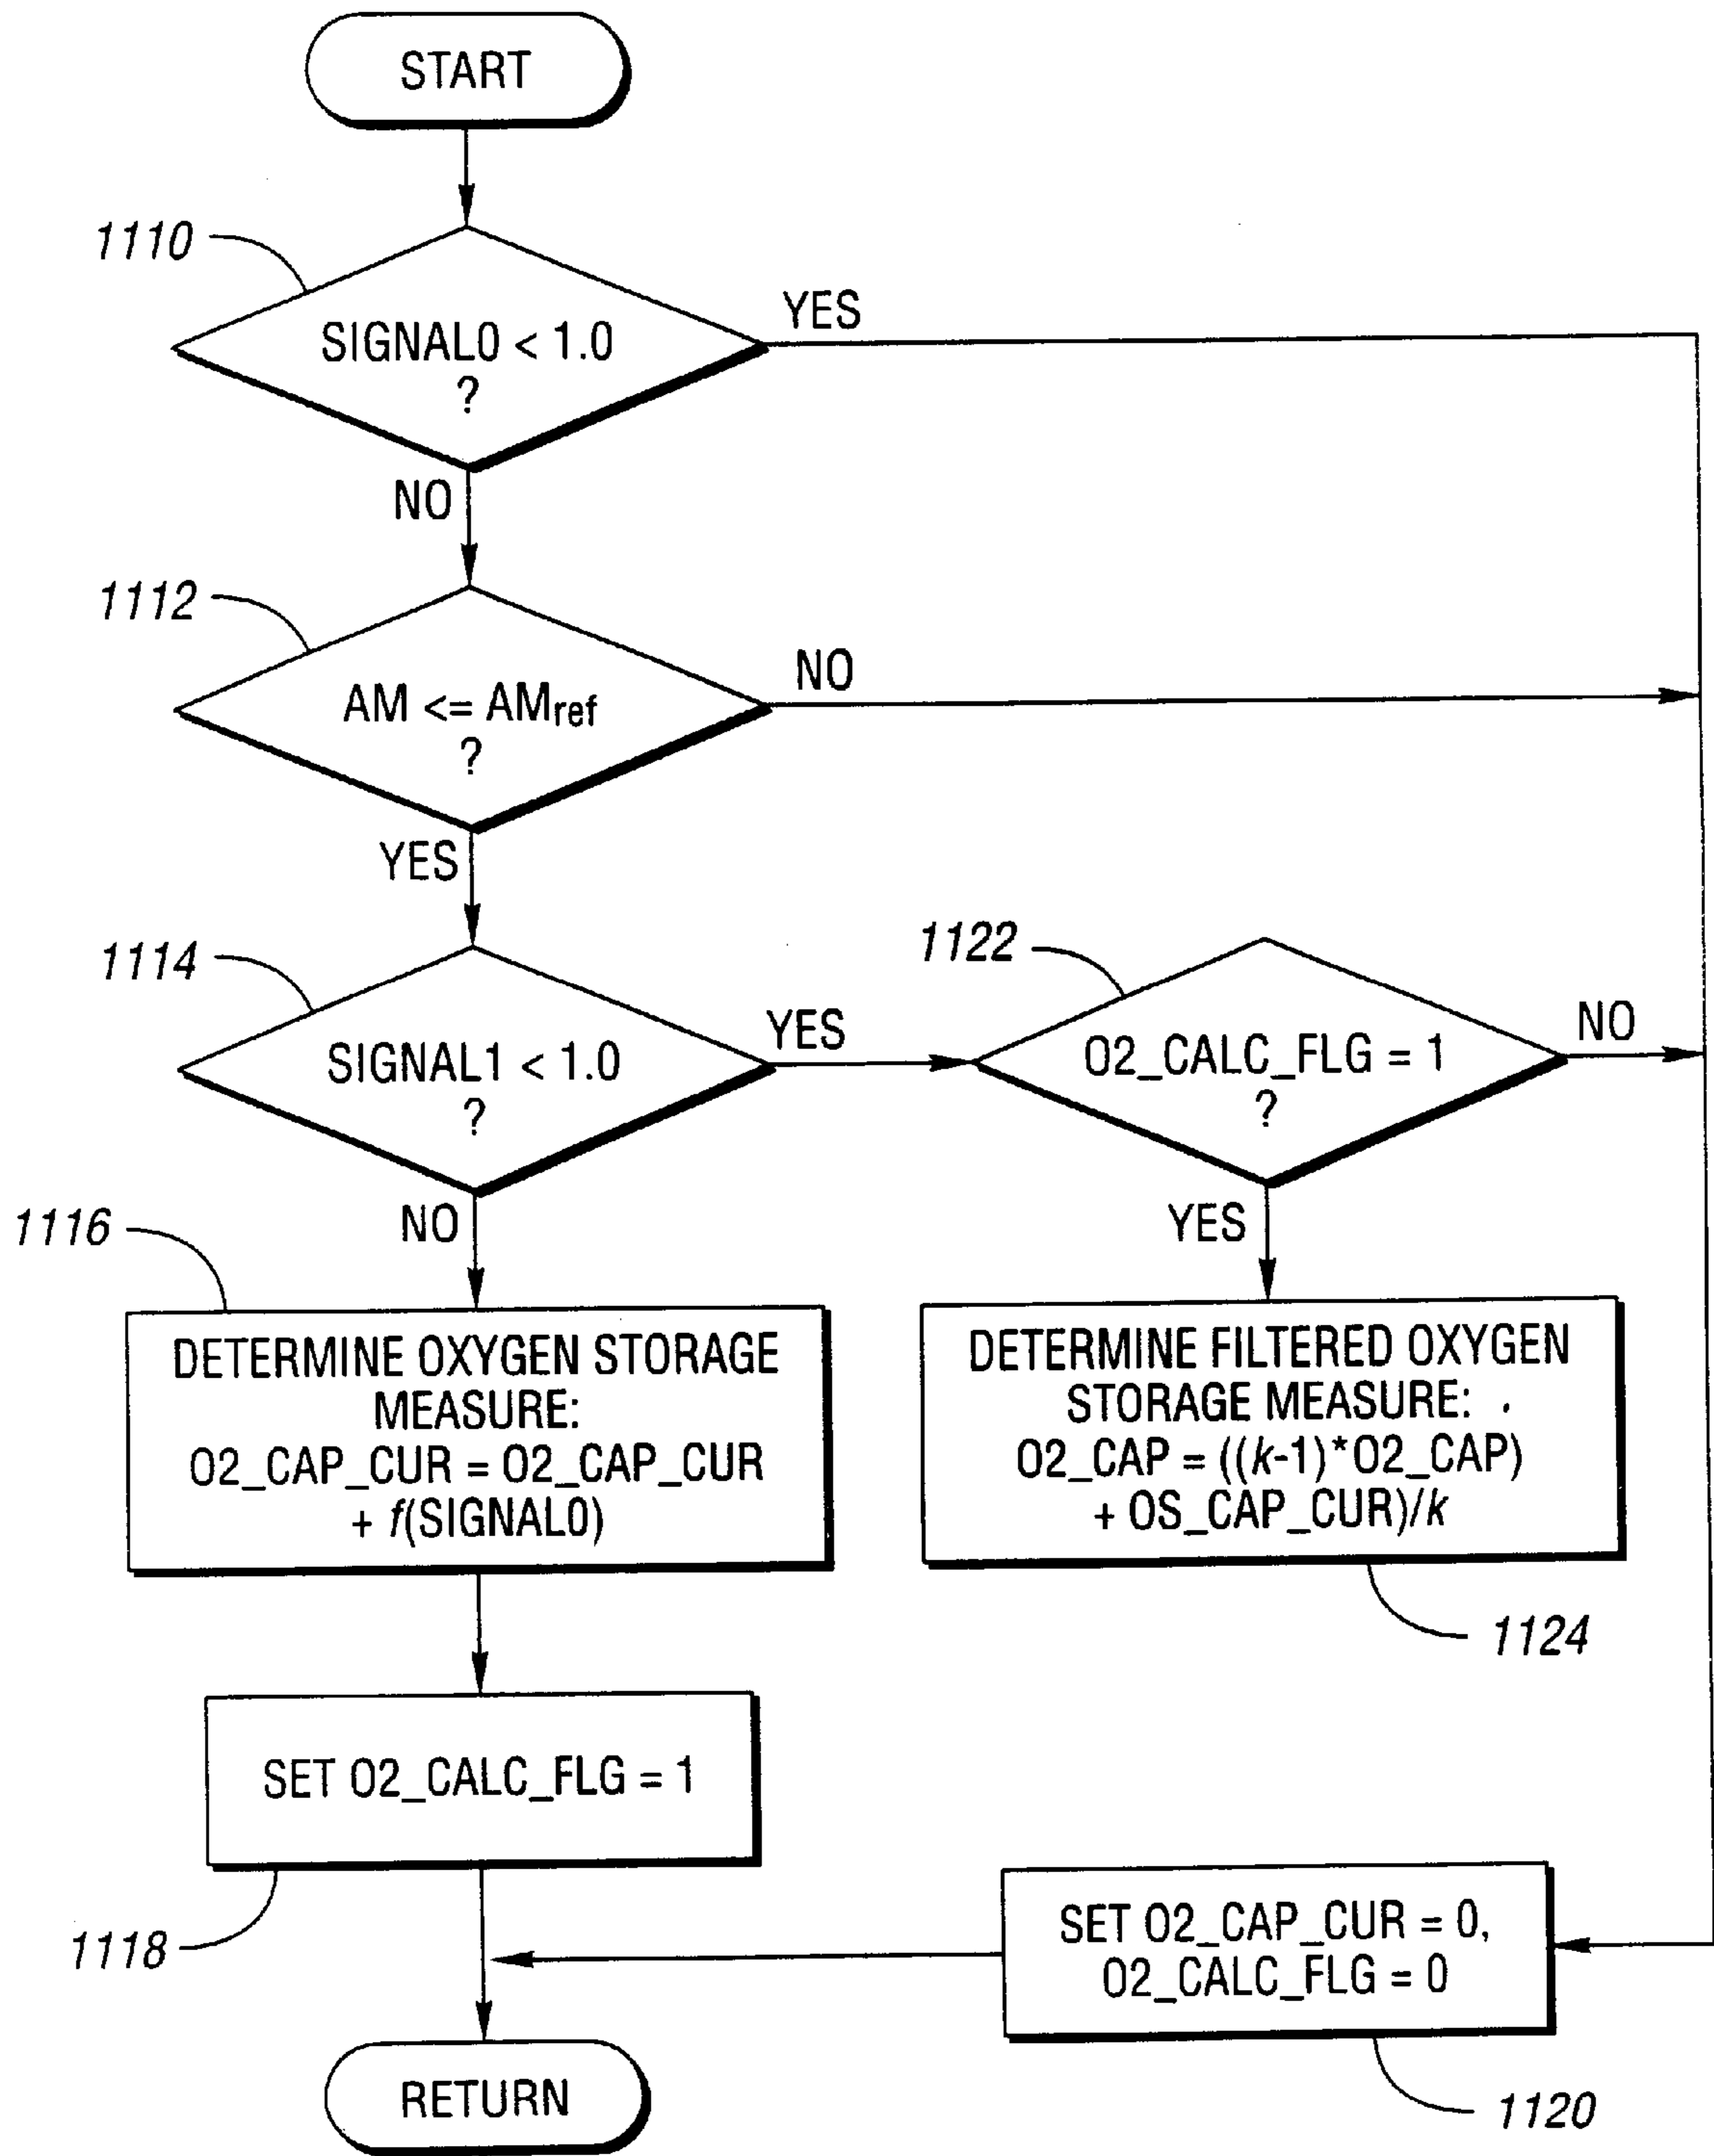 START
1110
SIGNAL0 < 1.0
?
YES
NO
1112
AM <= AMref
?
NO
YES
1114
SIGNAL1 < 1.0
?
YES
NO
1122
O2_CALC_FLG = 1
?
NO
YES
1116
DETERMINE OXYGEN STORAGE
MEASURE:
O2_CAP_CUR = O2_CAP_CUR
+ f(SIGNAL0)
DETERMINE FILTERED OXYGEN
STORAGE MEASURE:
O2_CAP = ((k-1)*O2_CAP)
+ OS_CAP_CUR)/k
1124
SET O2_CALC_FLG = 1
1118
SET O2_CAP_CUR = 0,
O2_CALC_FLG = 0
1120
RETURN